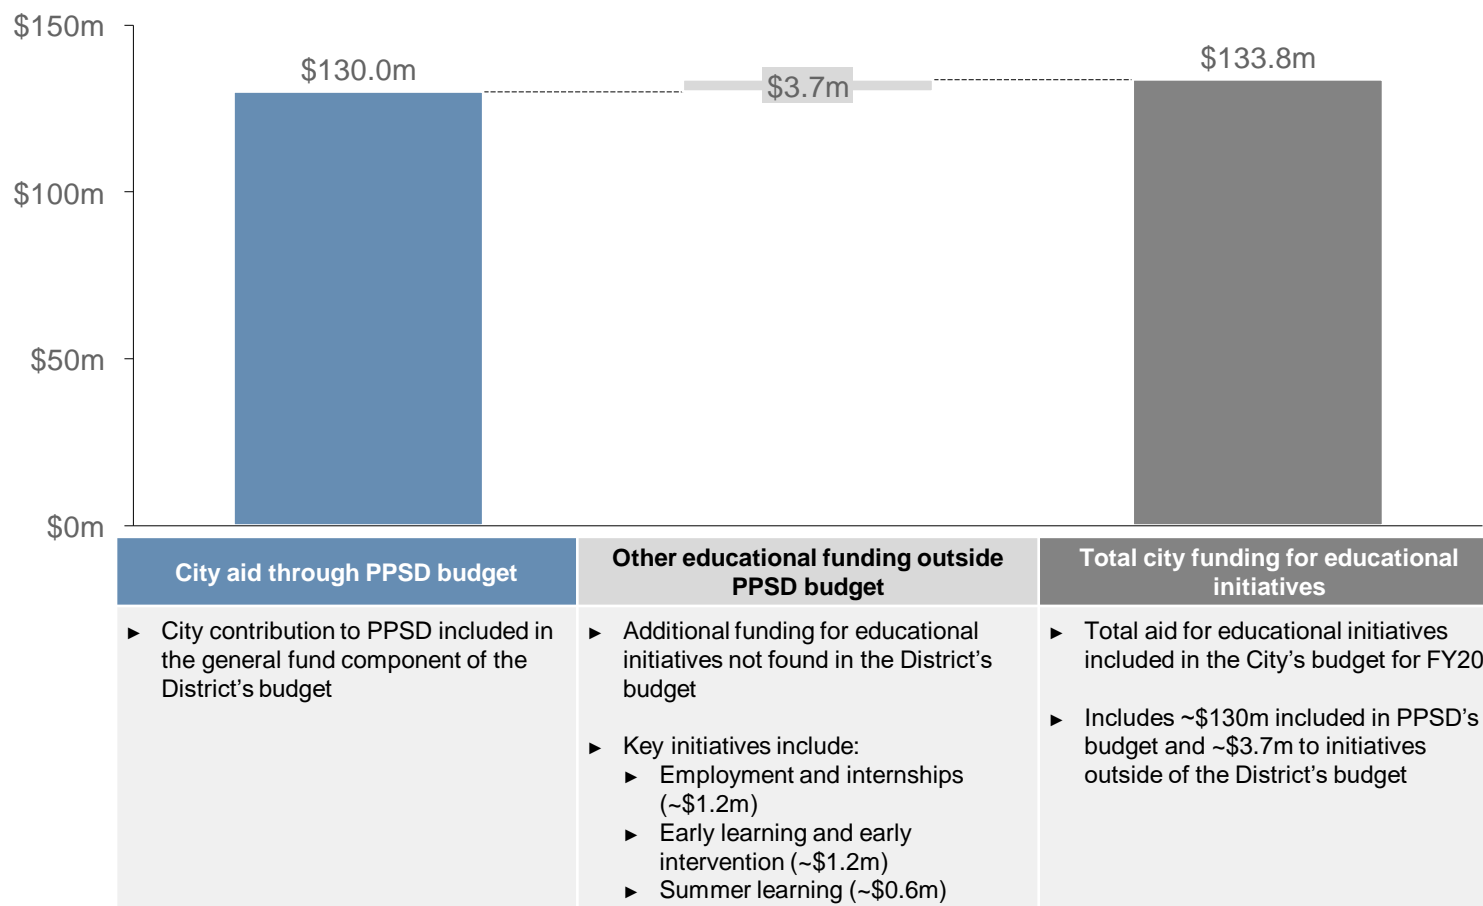 $150m
$130.0m
$3.7m
$133.8m
$100m
$50m
$0m
City aid through PPSD budget
Other educational funding outside
PPSD budget
Total city funding for educational
initiatives
► City contribution to PPSD included in
the general fund component of the
District’s budget
► Additional funding for educational
initiatives not found in the District’s
budget
► Key initiatives include:
► Employment and internships
(~$1.2m)
► Early learning and early
intervention (~$1.2m)
► Summer learning (~$0.6m)
► Total aid for educational initiatives
included in the City’s budget for FY20
► Includes ~$130m included in PPSD’s
budget and ~$3.7m to initiatives
outside of the District’s budget